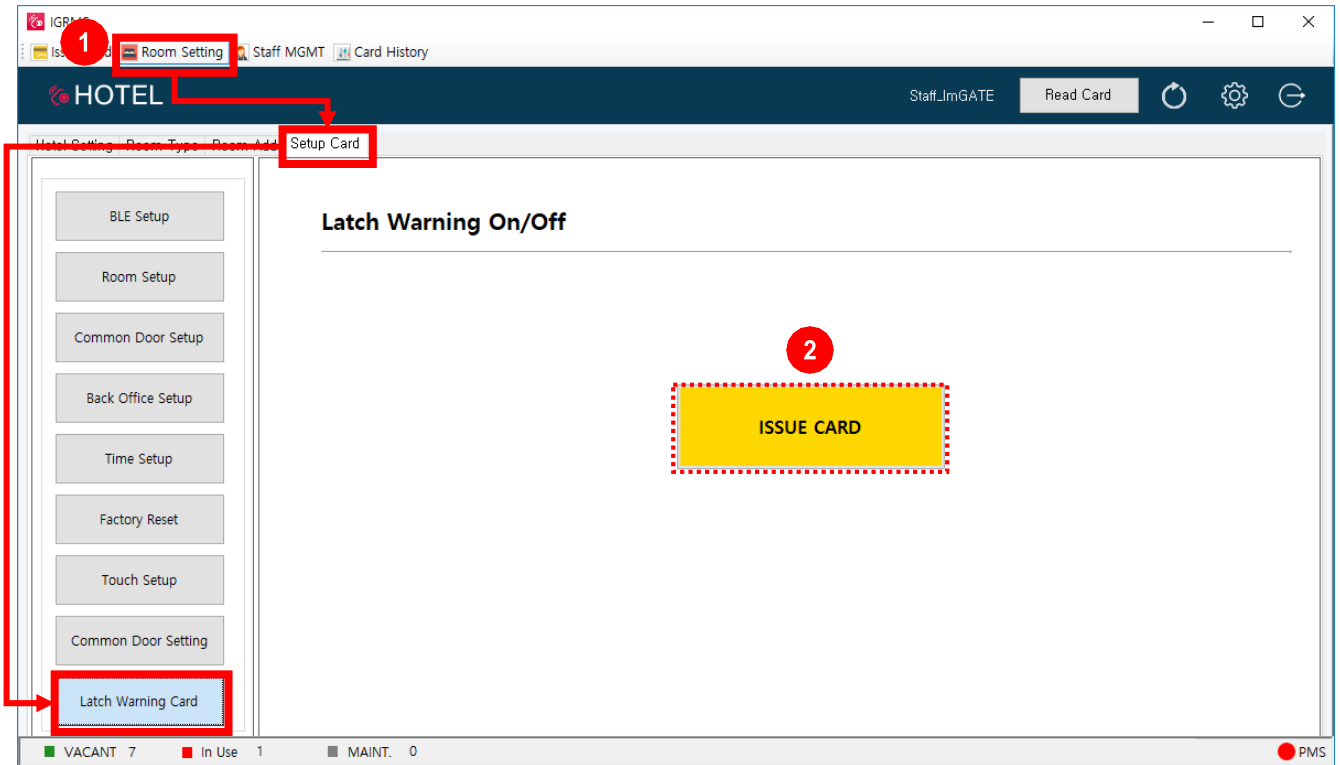 IGRMS
1
Room Setting Staff MGMT Card History
HOTEL Staff_ImGATE Read Card
Hotel Setting Room Type Room Add Setup Card
BLE Setup
Latch Warning On/Off
Room Setup
Common Door Setup
2
Back Office Setup
ISSUE CARD
Time Setup
Factory Reset
Touch Setup
Common Door Setting
Latch Warning Card
VACANT 7 In Use 1 MAINT. 0 PMS